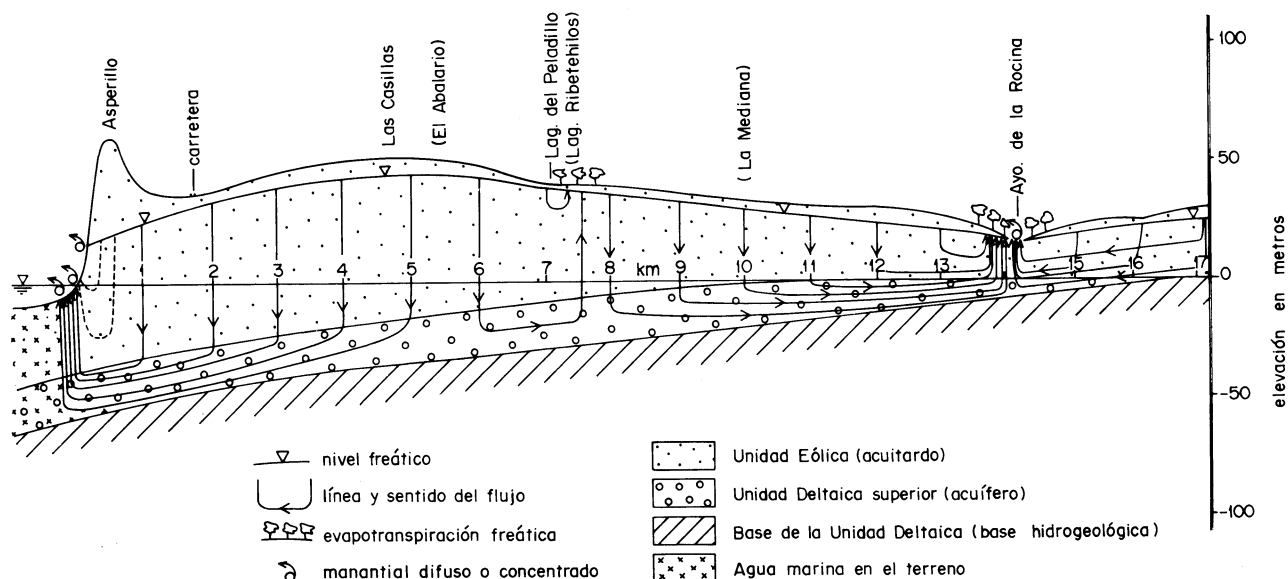 Asperillo
carretera
Las Casillas
(El Abalario)
Lag. del Peladillo
(Lag. Ribetehilos)
(La Mediana)
Ayo. de la Rocina
100
50
0
-50
-100
elevación en metros
1 2 3 4 5 6 7 8 km 9 10 11 12 13 15 16 17
nivel freático
línea y sentido del flujo
evapotranspiración freática
manantial difuso o concentrado
Unidad Eólica (acuitardo)
Unidad Deltaica superior (acuífero)
Base de la Unidad Deltaica (base hidrogeológica)
Agua marina en el terreno